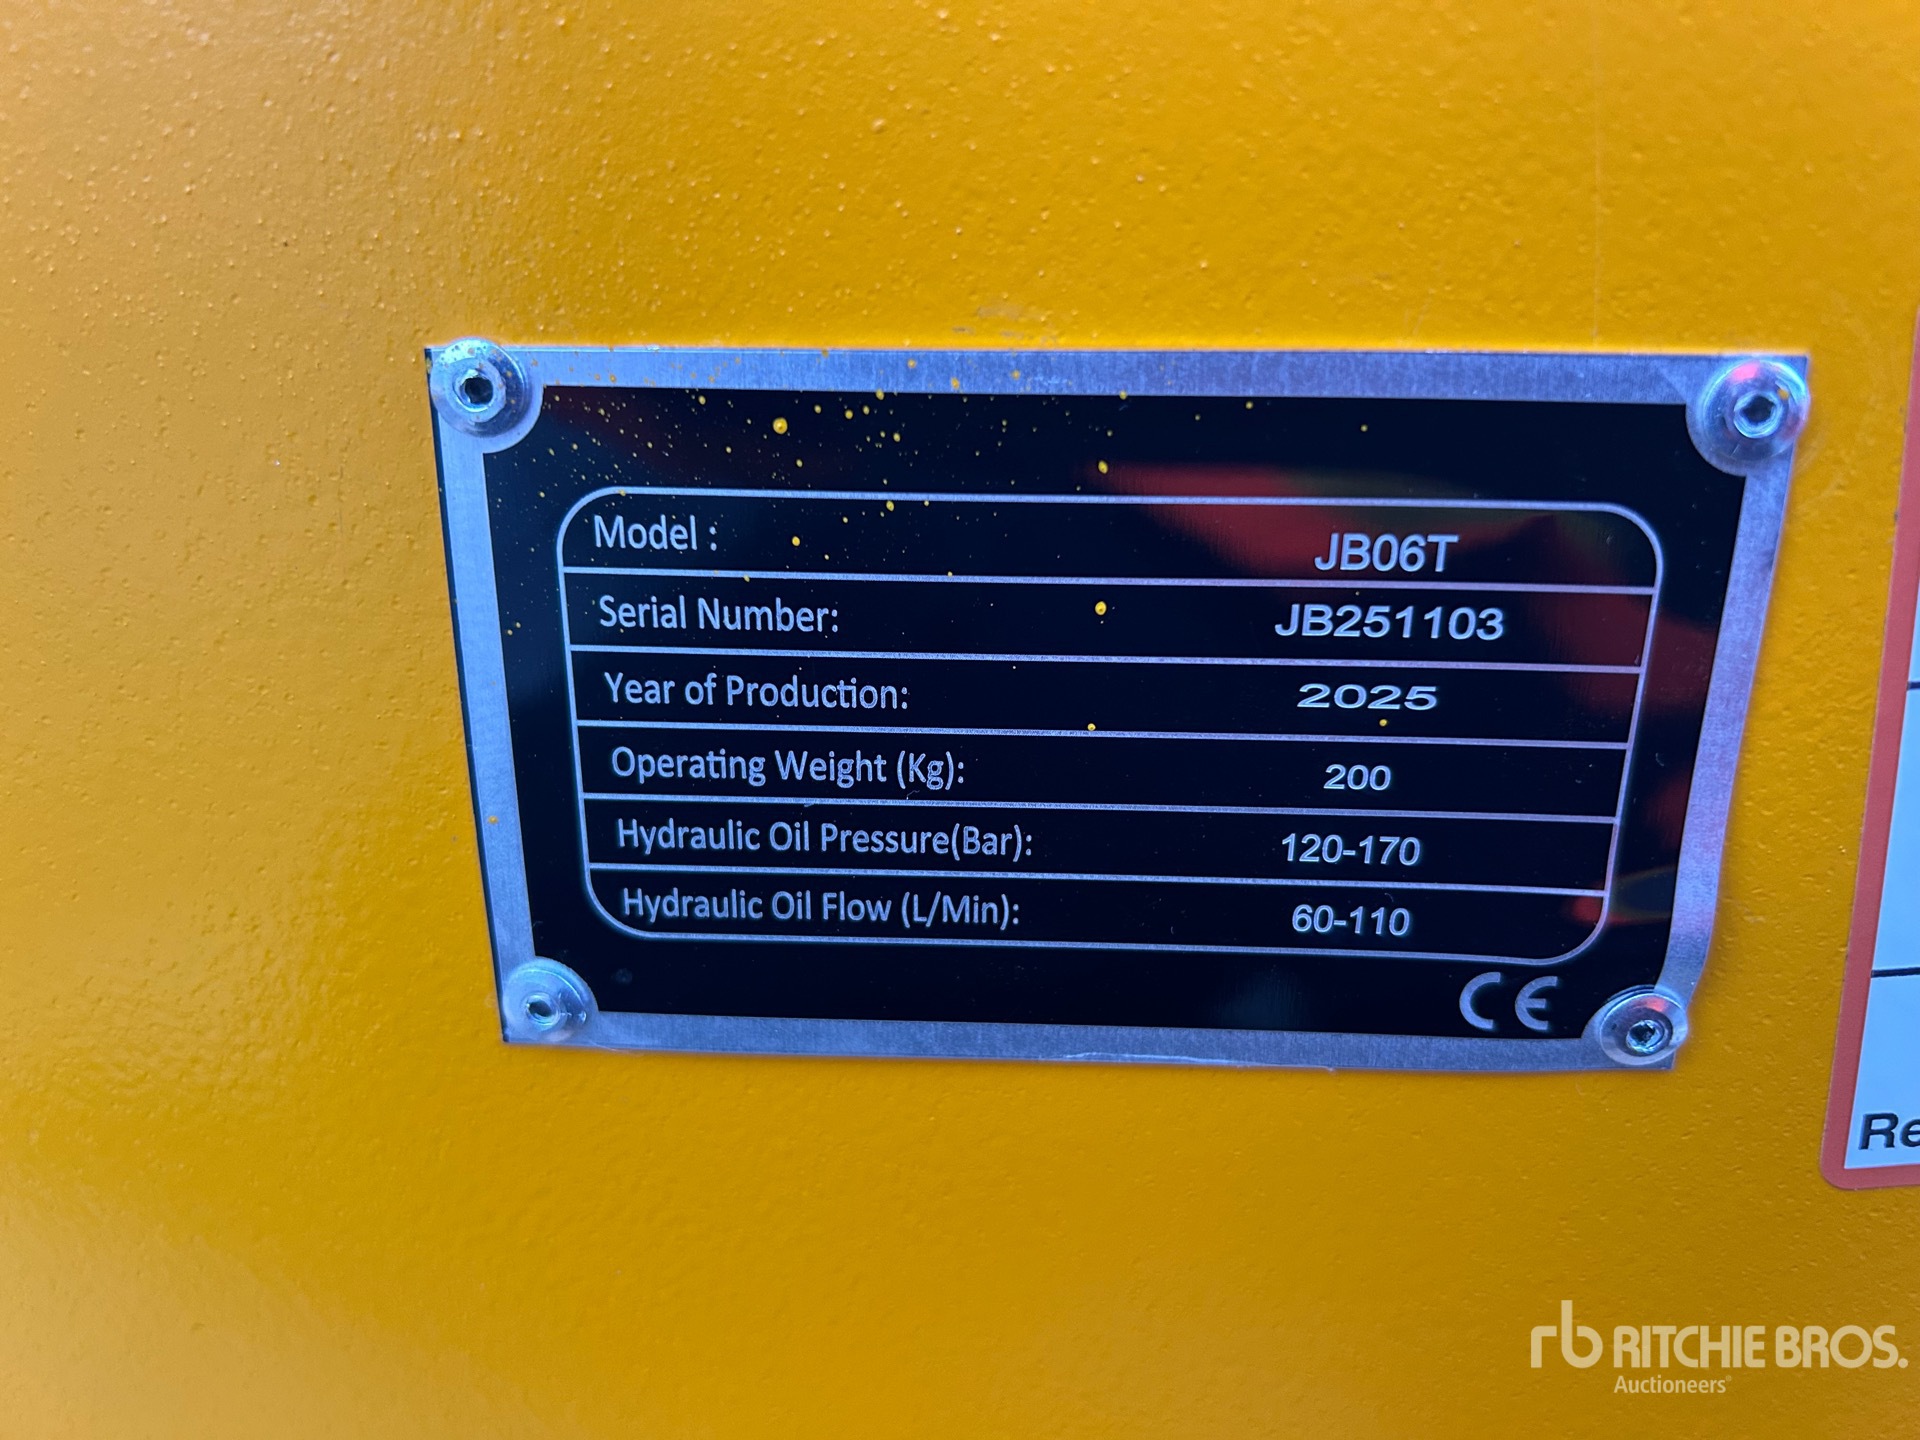 Model : JB06T
Serial Number: JB251103
Year of Production: 2025
Operating Weight (Kg): 200
Hydraulic Oil Pressure(Bar): 120-170
Hydraulic Oil Flow (L/Min): 60-110
CE
Re
rb RITCHIE BROS.
Auctioneers